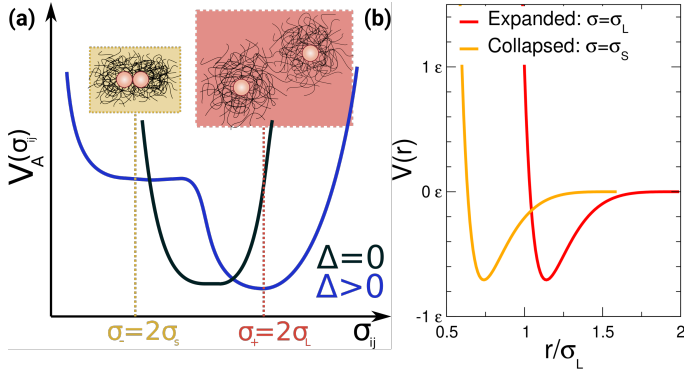 (a)
V_A(σ_ij)
Δ=0
Δ>0
σ_-=2σ_s
σ_+=2σ_L
σ_ij
(b)
Expanded: σ=σ_L
Collapsed: σ=σ_S
V(r)
1 ε
0 ε
-1 ε
0.5
1
1.5
2
r/σ_L